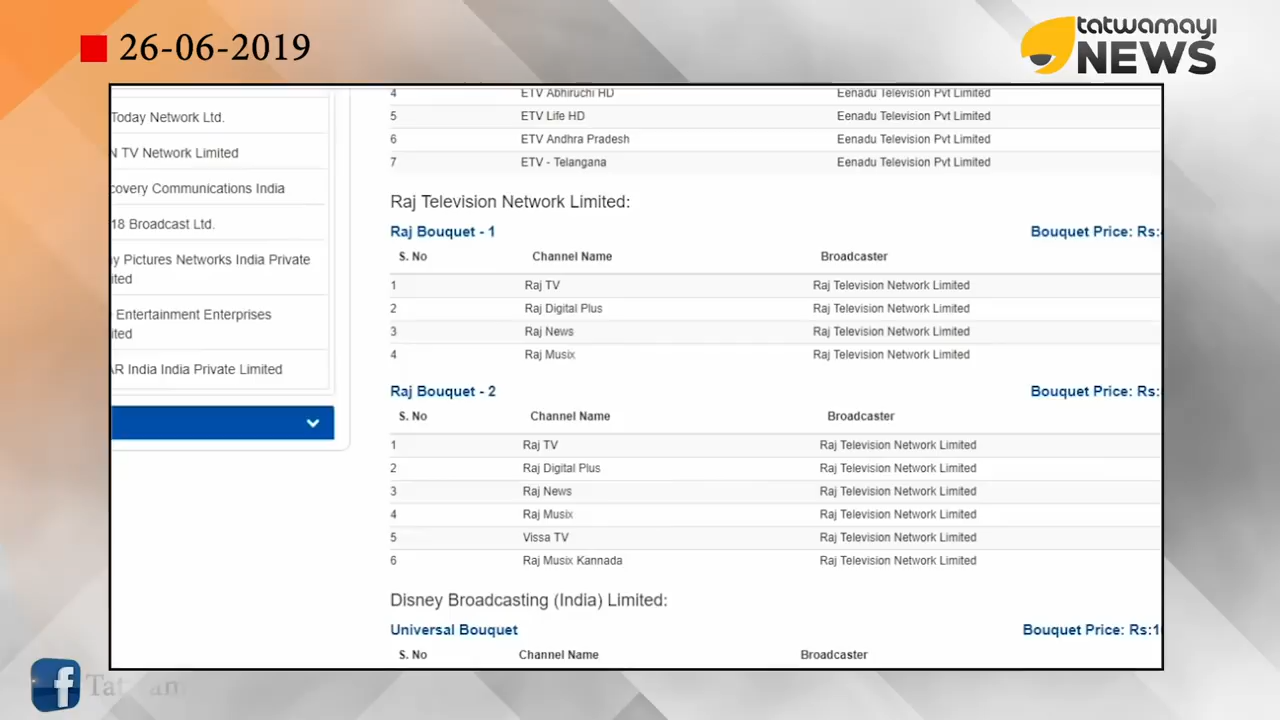 26-06-2019
tatwamayi
NEWS
Today Network Ltd.
N TV Network Limited
covery Communications India
18 Broadcast Ltd.
y Pictures Networks India Private
ited
Entertainment Enterprises
ited
R India India Private Limited
4 ETV Abhiruchi HD Eenadu Television Pvt Limited
5 ETV Life HD Eenadu Television Pvt Limited
6 ETV Andhra Pradesh Eenadu Television Pvt Limited
7 ETV - Telangana Eenadu Television Pvt Limited
Raj Television Network Limited:
Raj Bouquet - 1 Bouquet Price: Rs:
S. No Channel Name Broadcaster
1 Raj TV Raj Television Network Limited
2 Raj Digital Plus Raj Television Network Limited
3 Raj News Raj Television Network Limited
4 Raj Musix Raj Television Network Limited
Raj Bouquet - 2 Bouquet Price: Rs:
S. No Channel Name Broadcaster
1 Raj TV Raj Television Network Limited
2 Raj Digital Plus Raj Television Network Limited
3 Raj News Raj Television Network Limited
4 Raj Musix Raj Television Network Limited
5 Vissa TV Raj Television Network Limited
6 Raj Musix Kannada Raj Television Network Limited
Disney Broadcasting (India) Limited:
Universal Bouquet Bouquet Price: Rs:1
S. No Channel Name Broadcaster
f